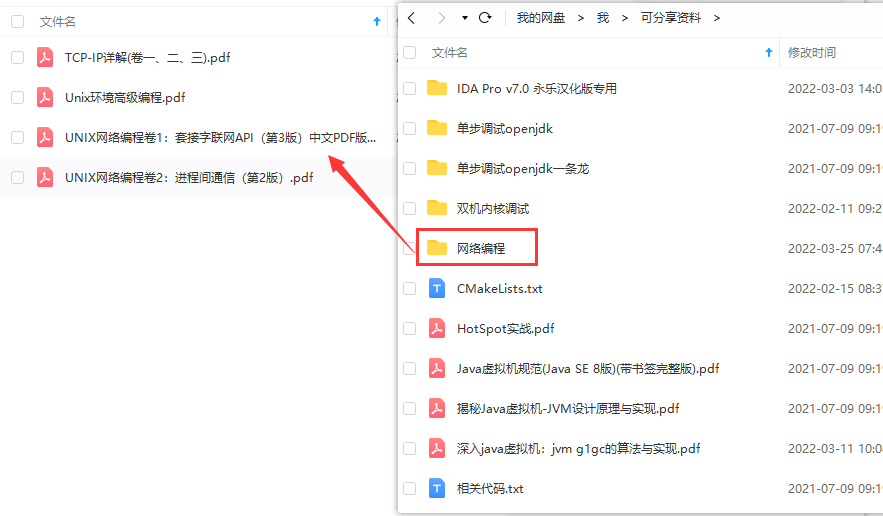 文件名
TCP-IP详解(卷一、二、三).pdf
Unix环境高级编程.pdf
UNIX网络编程卷1：套接字联网API（第3版）中文PDF版...
UNIX网络编程卷2：进程间通信（第2版）.pdf
我的网盘 > 我 > 可分享资料 >
文件名 修改时间
IDA Pro v7.0 永乐汉化版专用 2022-03-03 14:0
单步调试openjdk 2021-07-09 09:19
单步调试openjdk一条龙 2021-07-09 09:19
双机内核调试 2022-02-11 09:2
网络编程 2022-03-25 07:4
CMakeLists.txt 2022-02-15 08:3
HotSpot实战.pdf 2021-07-09 09:19
Java虚拟机规范(Java SE 8版)(带书签完整版).pdf 2021-07-09 09:19
揭秘Java虚拟机-JVM设计原理与实现.pdf 2021-07-09 09:19
深入java虚拟机：jvm g1gc的算法与实现.pdf 2022-03-11 10:0
相关代码.txt 2021-07-09 09:19